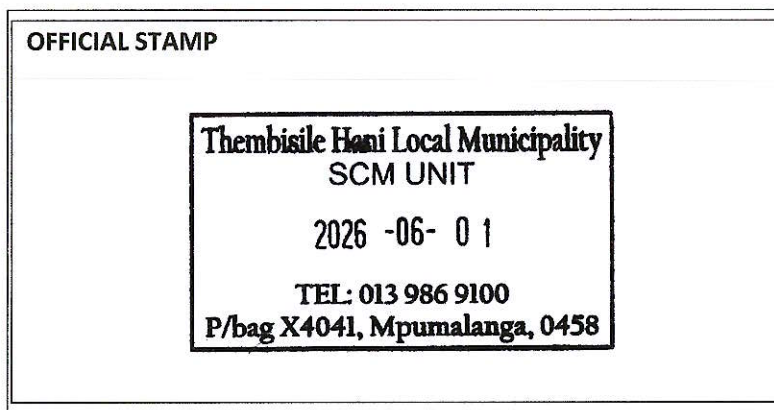 OFFICIAL STAMP
Thembisile Hani Local Municipality
SCM UNIT
2026 -06- 01
TEL: 013 986 9100
P/bag X4041, Mpumalanga, 0458